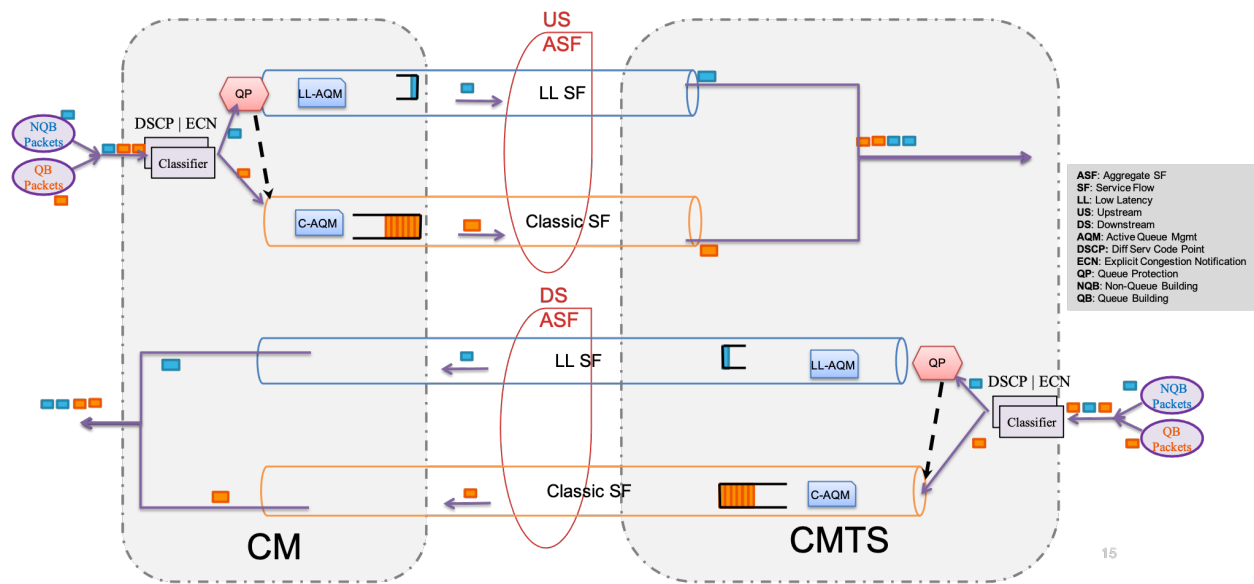 US
ASF
QP
LL-AQM
LL SF
NQB
Packets
DSCP | ECN
Classifier
QB
Packets
C-AQM
Classic SF
ASF: Aggregate SF
SF: Service Flow
LL: Low Latency
US: Upstream
DS: Downstream
AQM: Active Queue Mgmt
DSCP: Diff Serv Code Point
ECN: Explicit Congestion Notification
QP: Queue Protection
NQB: Non-Queue Building
QB: Queue Building
DS
ASF
LL SF
LL-AQM
QP
DSCP | ECN
NQB
Packets
Classifier
QB
Packets
Classic SF
C-AQM
CM
CMTS
15